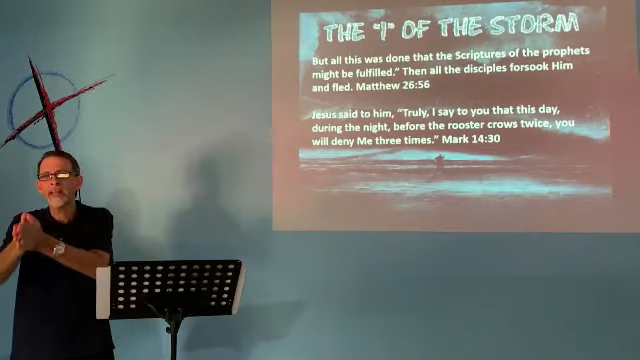 THE "I" OF THE STORM
But all this was done that the Scriptures of the prophets
might be fulfilled." Then all the disciples forsook Him
and fled. Matthew 26:56
Jesus said to him, "Truly, I say to you that this day,
during the night, before the rooster crows twice, you
will deny Me three times." Mark 14:30